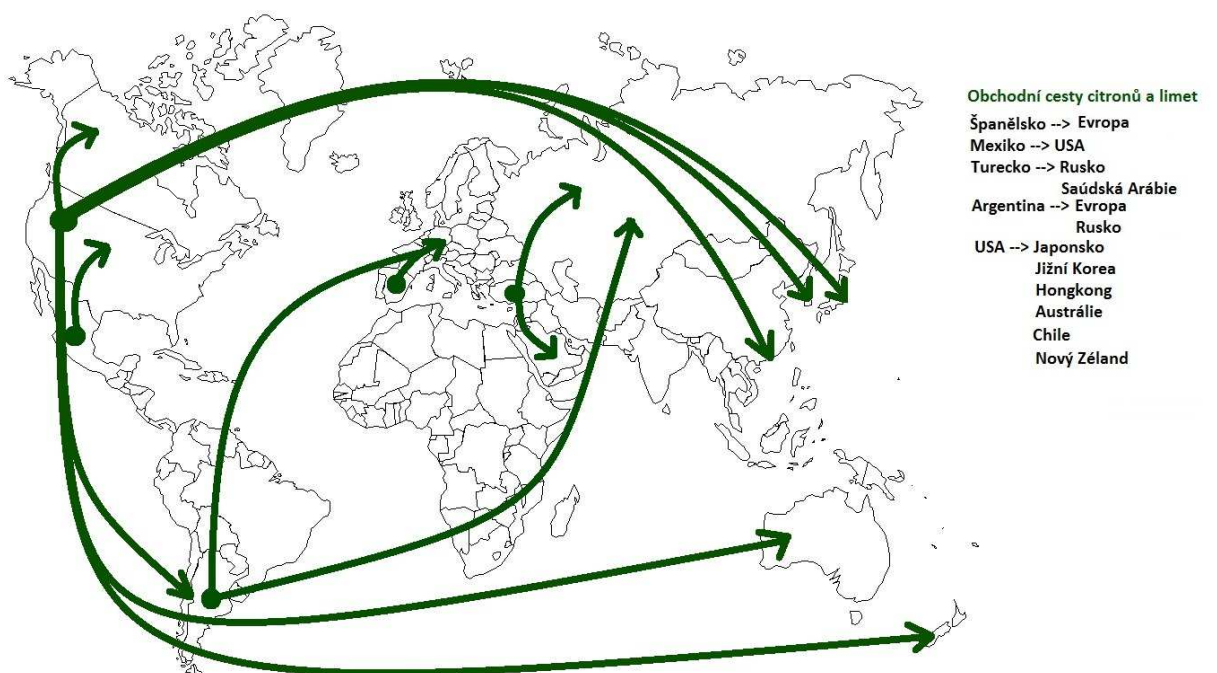 Obchodní cesty citronů a limet
Španělsko --> Evropa
Mexiko --> USA
Turecko --> Rusko
Saúdská Arábie
Argentina --> Evropa
Rusko
USA --> Japonsko
Jižní Korea
Hongkong
Austrálie
Chile
Nový Zéland